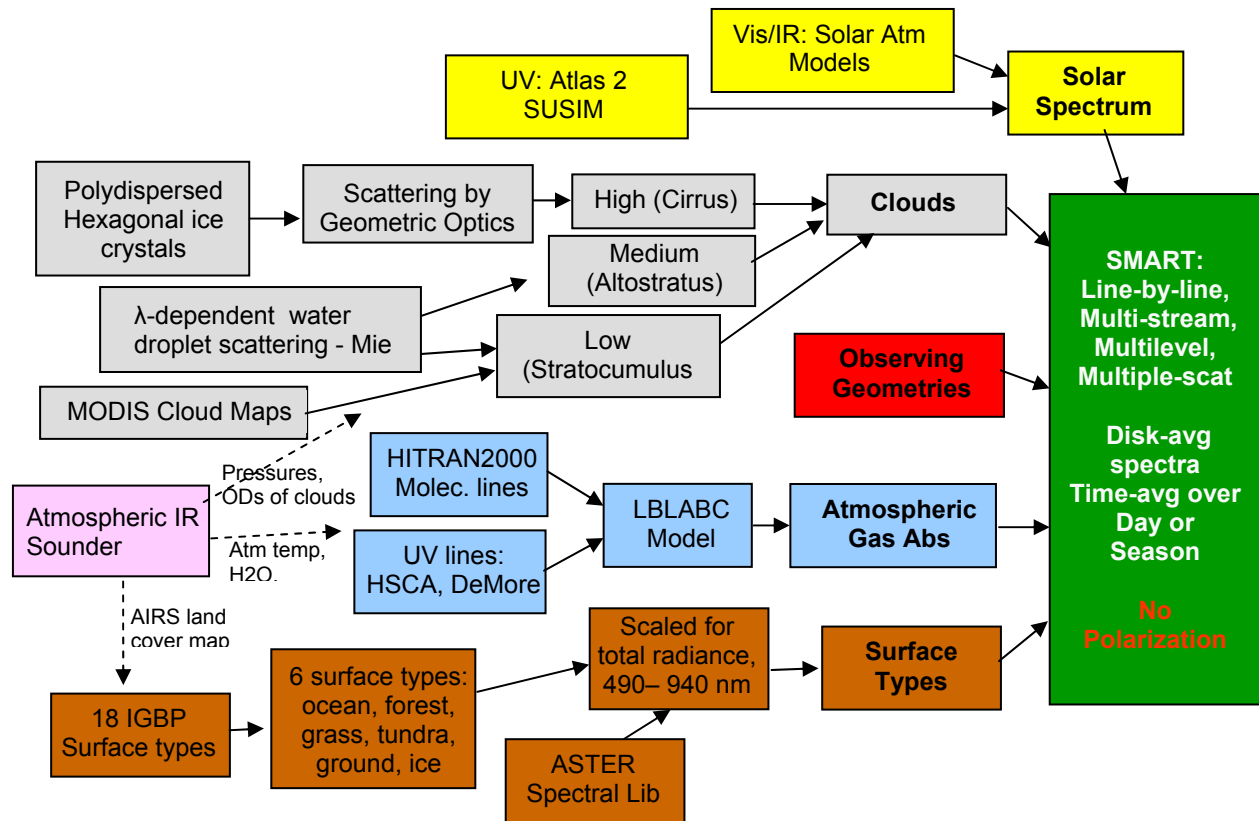 Vis/IR: Solar Atm
Models
UV: Atlas 2
SUSIM
Solar
Spectrum
Polydispersed
Hexagonal ice
crystals
Scattering by
Geometric Optics
High (Cirrus)
Clouds
Medium
(Altostratus)
λ-dependent water
droplet scattering - Mie
Low
(Stratocumulus
MODIS Cloud Maps
Observing
Geometries
SMART:
Line-by-line,
Multi-stream,
Multilevel,
Multiple-scat
Disk-avg
spectra
Time-avg over
Day or
Season
No
Polarization
Pressures,
ODs of clouds
Atmospheric IR
Sounder
Atm temp,
H2O,
HITRAN2000
Molec. lines
UV lines:
HSCA, DeMore
LBLABC
Model
Atmospheric
Gas Abs
AIRS land
cover map
18 IGBP
Surface types
6 surface types:
ocean, forest,
grass, tundra,
ground, ice
Scaled for
total radiance,
490– 940 nm
ASTER
Spectral Lib
Surface
Types